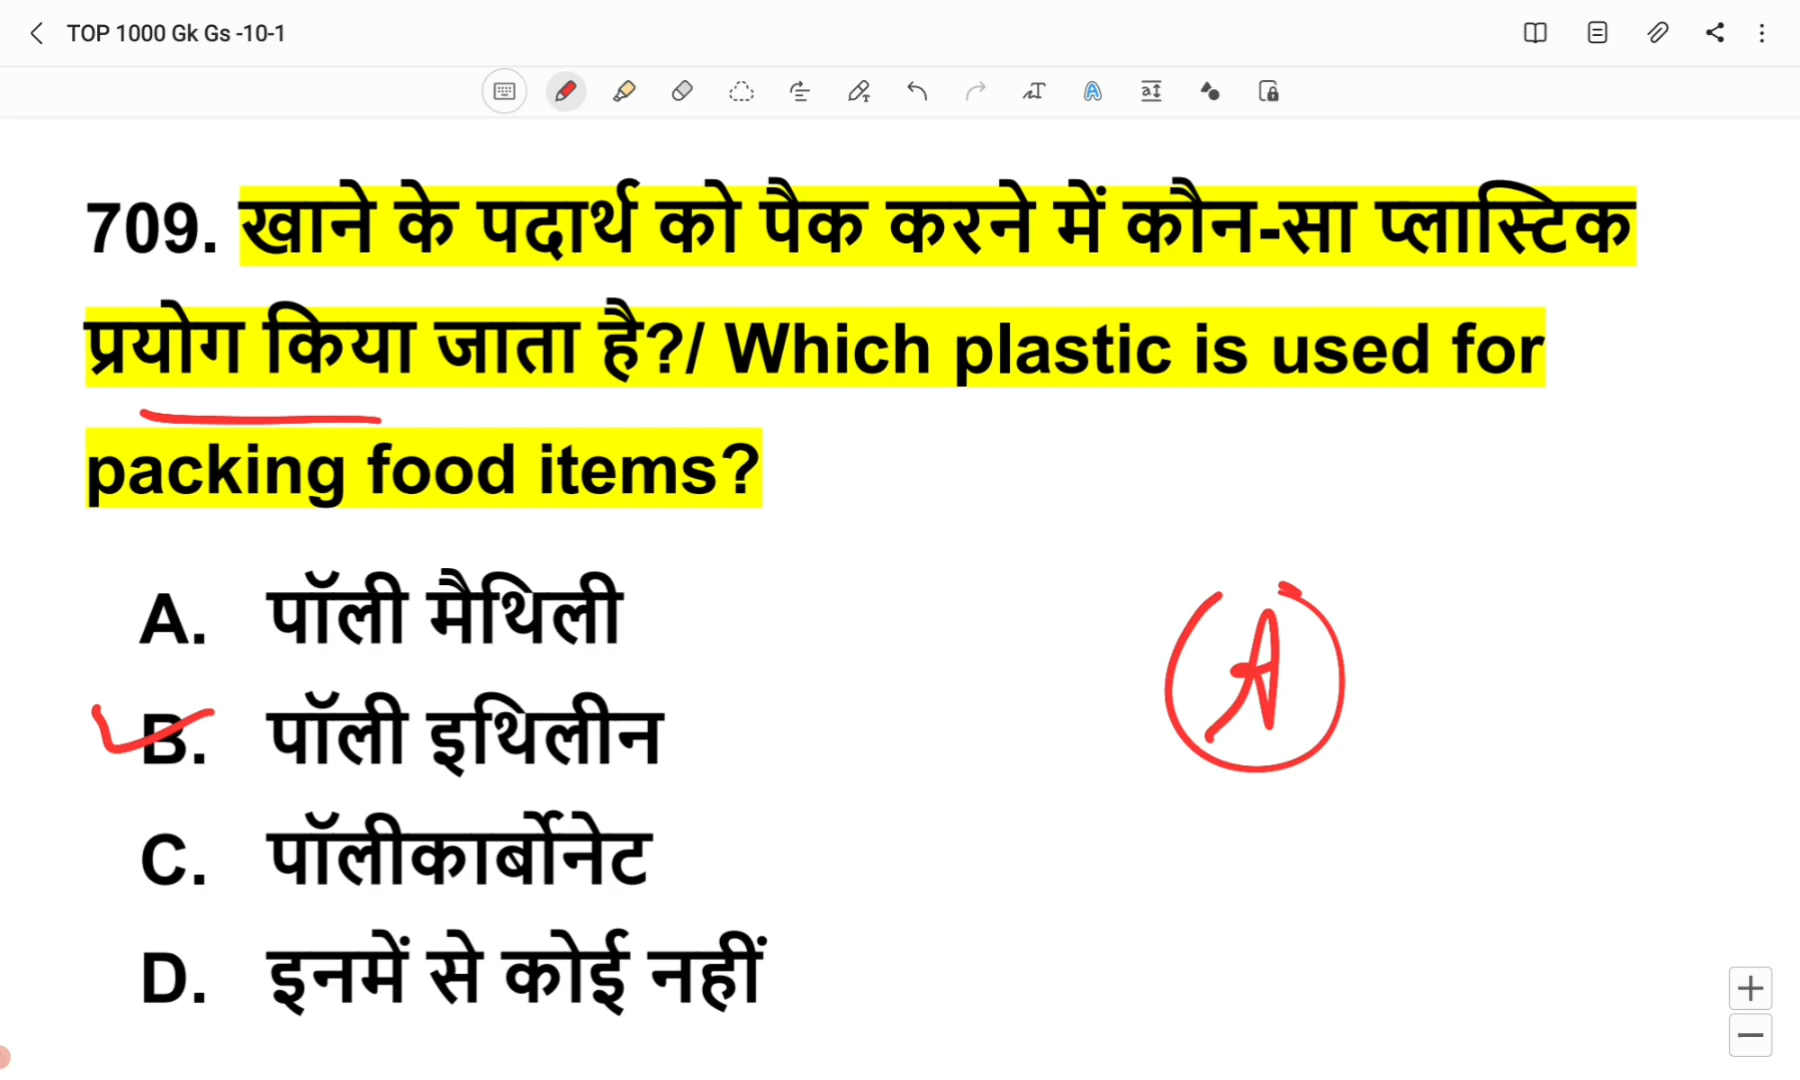 TOP 1000 Gk Gs -10-1
709. खाने के पदार्थ को पैक करने में कौन-सा प्लास्टिक
प्रयोग किया जाता है?/ Which plastic is used for
packing food items?
A. पॉली मैथिली
B. पॉली इथिलीन
C. पॉलीकार्बोनेट
D. इनमें से कोई नहीं
A